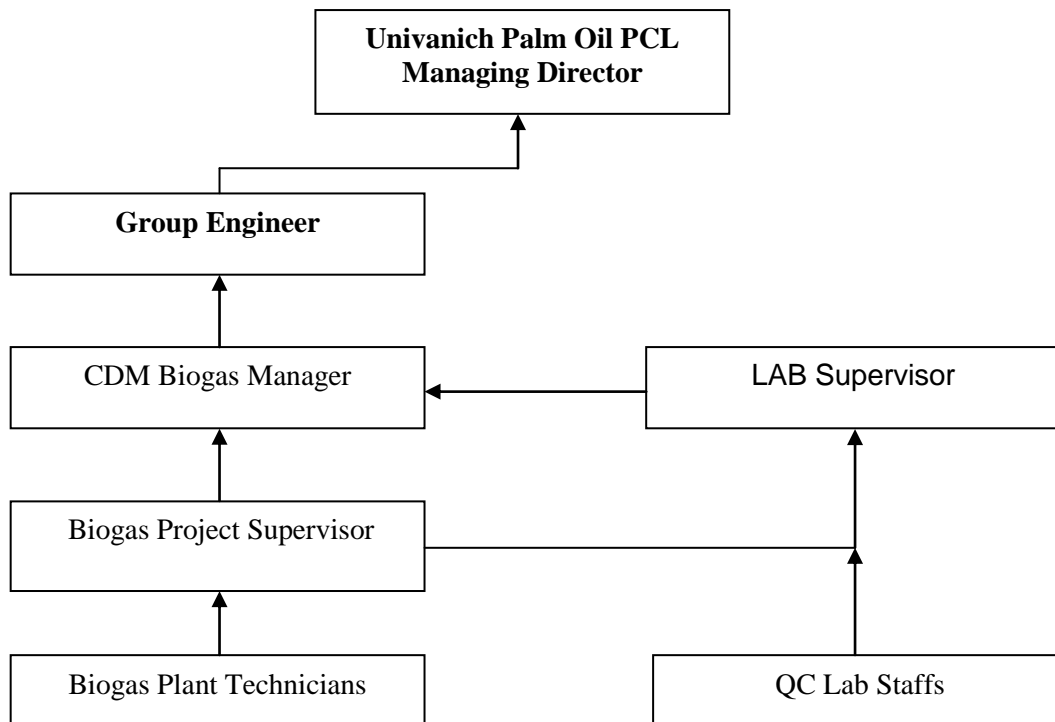 Univanich Palm Oil PCL
Managing Director
Group Engineer
CDM Biogas Manager
LAB Supervisor
Biogas Project Supervisor
Biogas Plant Technicians
QC Lab Staffs